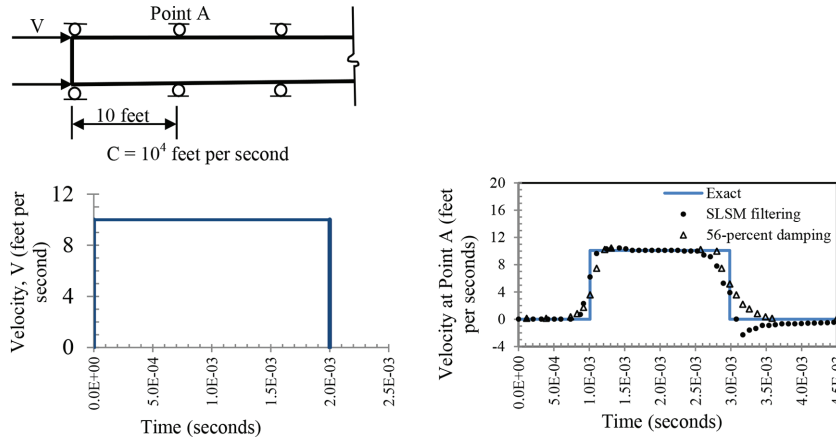 Point A
V
10 feet
C = 10⁴ feet per second
Velocity, V (feet per
second)
12
8
4
0
0.0E+00
5.0E-04
1.0E-03
1.5E-03
2.0E-03
2.5E-03
Time (seconds)
Velocity at Point A (feet
per seconds)
20
16
12
8
4
0
-4
Exact
SLSM filtering
56-percent damping
0.0E+00
5.0E-04
1.0E-03
1.5E-03
2.0E-03
2.5E-03
3.0E-03
3.5E-03
4.0E-03
4.5E-03
Time (seconds)